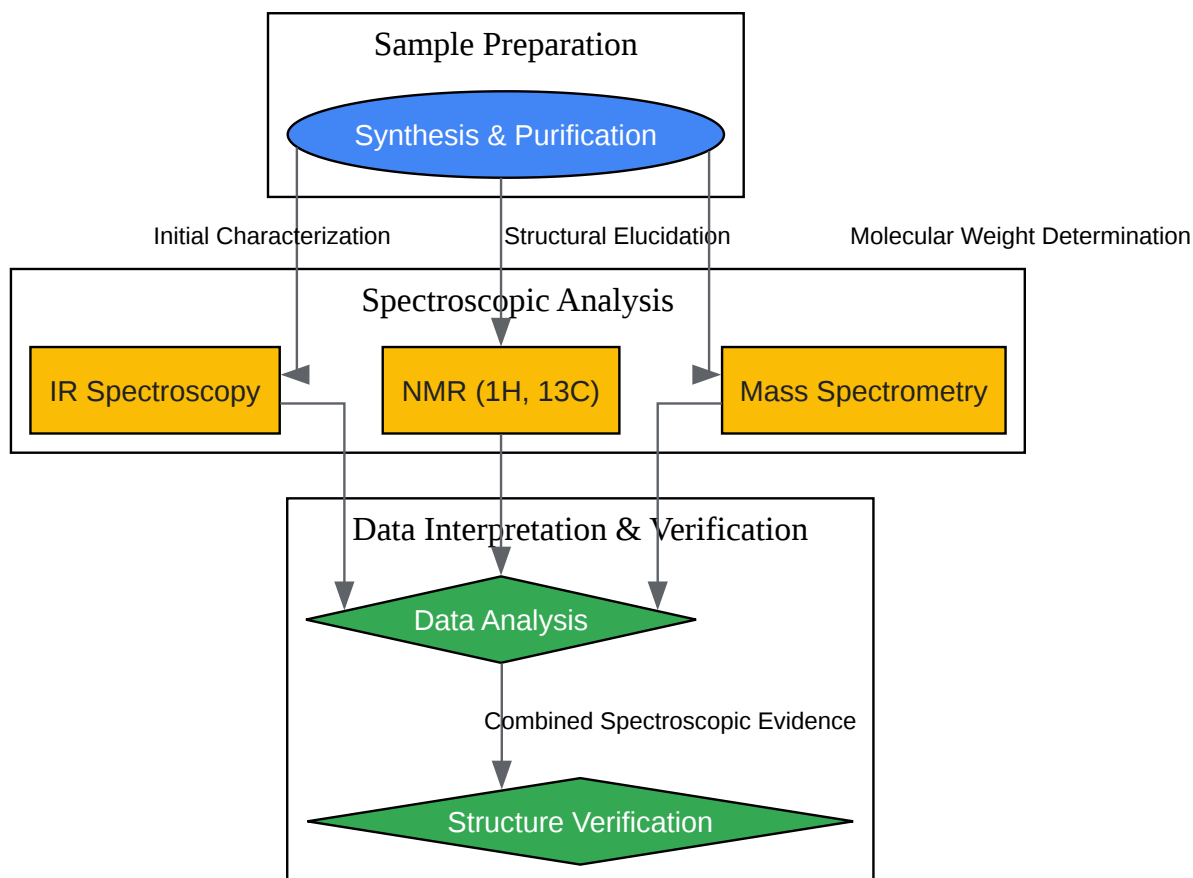 Sample Preparation
Synthesis & Purification
Initial Characterization
Structural Elucidation
Molecular Weight Determination
Spectroscopic Analysis
IR Spectroscopy
NMR (1H, 13C)
Mass Spectrometry
Data Interpretation & Verification
Data Analysis
Combined Spectroscopic Evidence
Structure Verification